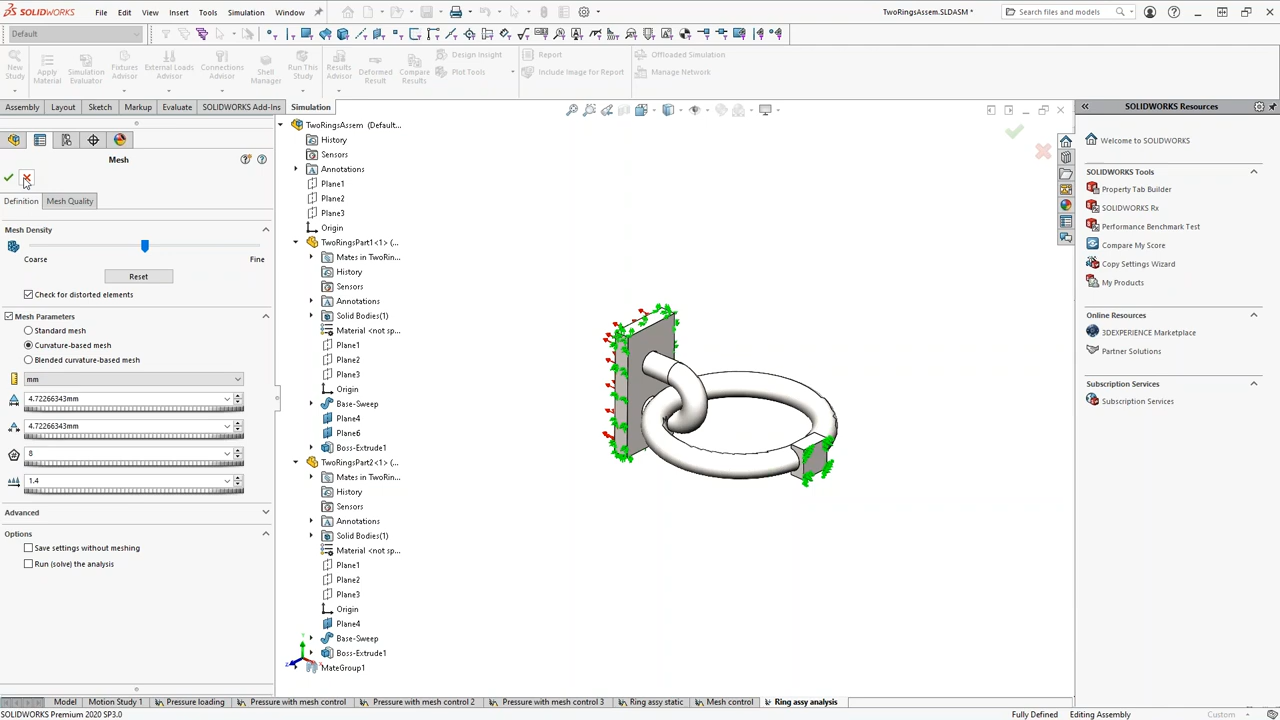 SOLIDWORKS File Edit View Insert Tools Simulation Window TwoRingsAssem.SLDASM * Search files and models
Default
New Study
Apply Material
Simulation Evaluator
Fixtures Advisor
External Loads Advisor
Connections Advisor
Shell Manager
Run This Study
Results Advisor
Deformed Result
Compare Results
Design Insight
Plot Tools
Report
Include Image for Report
Offloaded Simulation
Manage Network
Assembly Layout Sketch Markup Evaluate SOLIDWORKS Add-Ins Simulation
Mesh
Definition Mesh Quality
Mesh Density
Coarse Fine
Reset
Check for distorted elements
Mesh Parameters
Standard mesh
Curvature-based mesh
Blended curvature-based mesh
mm
4.72266343mm
4.72266343mm
8
1.4
Advanced
Options
Save settings without meshing
Run (solve) the analysis
TwoRingsAssem (Default...
History
Sensors
Annotations
Plane1
Plane2
Plane3
Origin
TwoRingsPart1<1> (...
Mates in TwoRin...
History
Sensors
Annotations
Solid Bodies(1)
Material <not sp...
Plane1
Plane2
Plane3
Origin
Base-Sweep
Plane4
Plane6
Boss-Extrude1
TwoRingsPart2<1> (...
Mates in TwoRin...
History
Sensors
Annotations
Solid Bodies(1)
Material <not sp...
Plane1
Plane2
Plane3
Origin
Plane4
Base-Sweep
Boss-Extrude1
MateGroup1
SOLIDWORKS Resources
Welcome to SOLIDWORKS
SOLIDWORKS Tools
Property Tab Builder
SOLIDWORKS Rx
Performance Benchmark Test
Compare My Score
Copy Settings Wizard
My Products
Online Resources
3DEXPERIENCE Marketplace
Partner Solutions
Subscription Services
Subscription Services
Model Motion Study 1 Pressure loading Pressure with mesh control Pressure with mesh control 2 Pressure with mesh control 3 Ring assy static Mesh control Ring assy analysis
SOLIDWORKS Premium 2020 SP3.0 Fully Defined Editing Assembly Custom